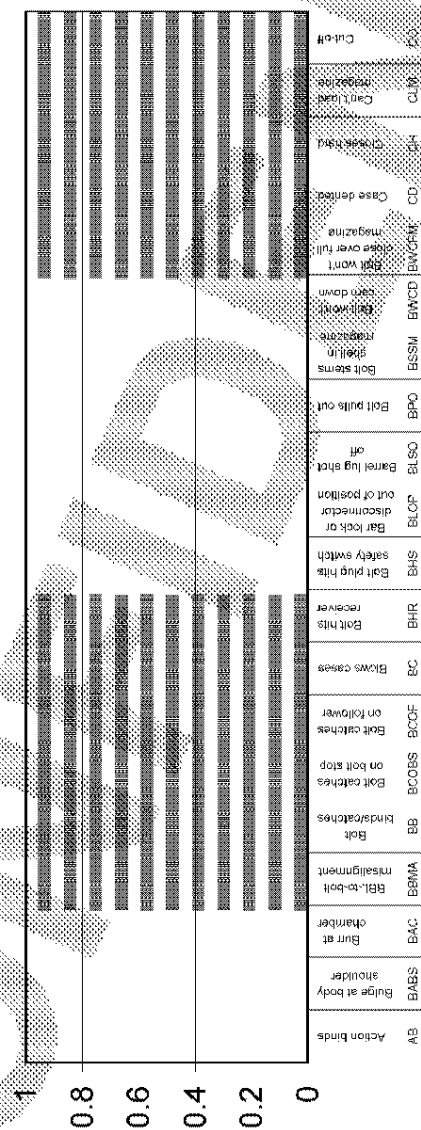 1
0.8
0.6
0.4
0.2
0
Action binds
AB
Bulge at body
shoulder
BABS
Burr at
chamber
BAC
BBL-to-bolt
misalignment
BBMA
Bolt
binds/catches
BB
Bolt catches
on bolt stop
BCOBS
Bolt catches
on follower
BCOF
Blows cases
BC
Bolt hits
receiver
BHR
Bolt plug hits
safety switch
BHS
Bar lock or
disconnector
out of position
BLOP
Barrel lug shot
off
BLSO
Bolt pulls out
BPO
Bolt stems
shell in
magazine
BSSM
Bolt won't
cam down
BWCD
Bolt won't
close over full
magazine
BWCFM
Case dented
CD
Closes hard
CH
Can't load
magazine
CLM
Cut-off
CO